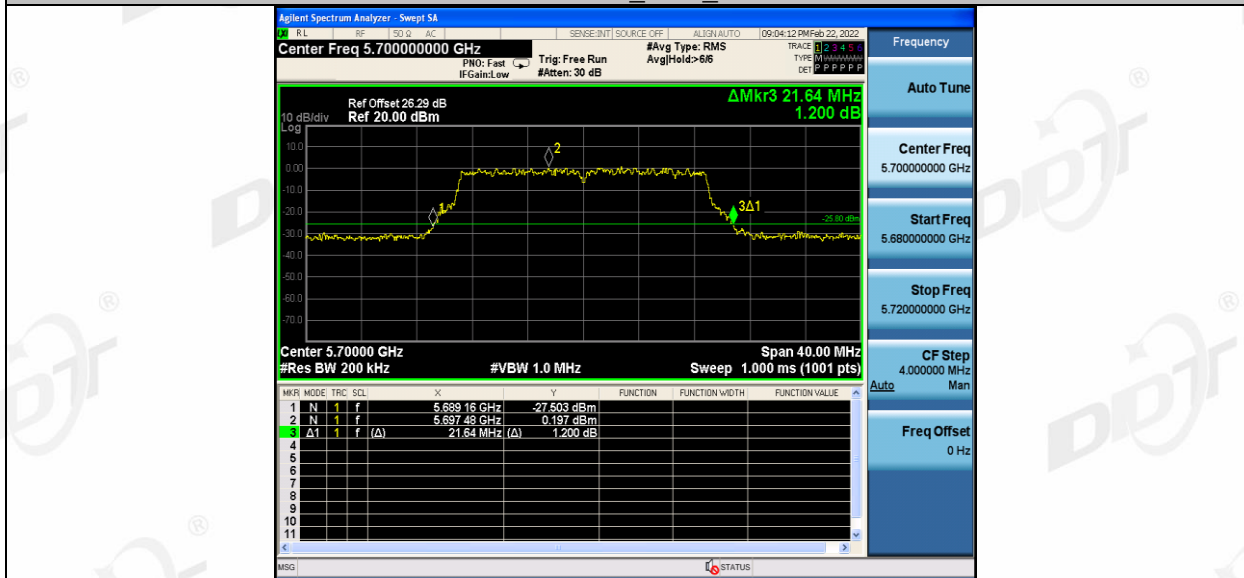 Agilent Spectrum Analyzer - Swept SA
RL RF 50 Ω AC SENSE:INT SOURCE OFF ALIGN AUTO 09:04:12 PM Feb 22, 2022
Center Freq 5.700000000 GHz
PNO: Fast
IFGain:Low
Trig: Free Run
#Atten: 30 dB
#Avg Type: RMS
Avg|Hold:>6/6
TRACE 1 2 3 4 5 6
TYPE M WWWWW
DET P P P P P P
Ref Offset 26.29 dB
Ref 20.00 dBm
10 dB/div
Log
ΔMkr3 21.64 MHz
1.200 dB
10.0
0.00
-10.0
-20.0
-30.0
-40.0
-50.0
-60.0
-70.0
1
2
3Δ1
-25.80 dBm
Center 5.70000 GHz
Span 40.00 MHz
#Res BW 200 kHz
#VBW 1.0 MHz
Sweep 1.000 ms (1001 pts)
MKR MODE TRC SCL X Y FUNCTION FUNCTION WIDTH FUNCTION VALUE
1 N 1 f 5.689 16 GHz -27.503 dBm
2 N 1 f 5.697 48 GHz 0.197 dBm
3 Δ1 1 f (Δ) 21.64 MHz (Δ) 1.200 dB
4
5
6
7
8
9
10
11
MSG
STATUS
Frequency
Auto Tune
Center Freq
5.700000000 GHz
Start Freq
5.680000000 GHz
Stop Freq
5.720000000 GHz
CF Step
4.000000 MHz
Auto Man
Freq Offset
0 Hz
DDT
®